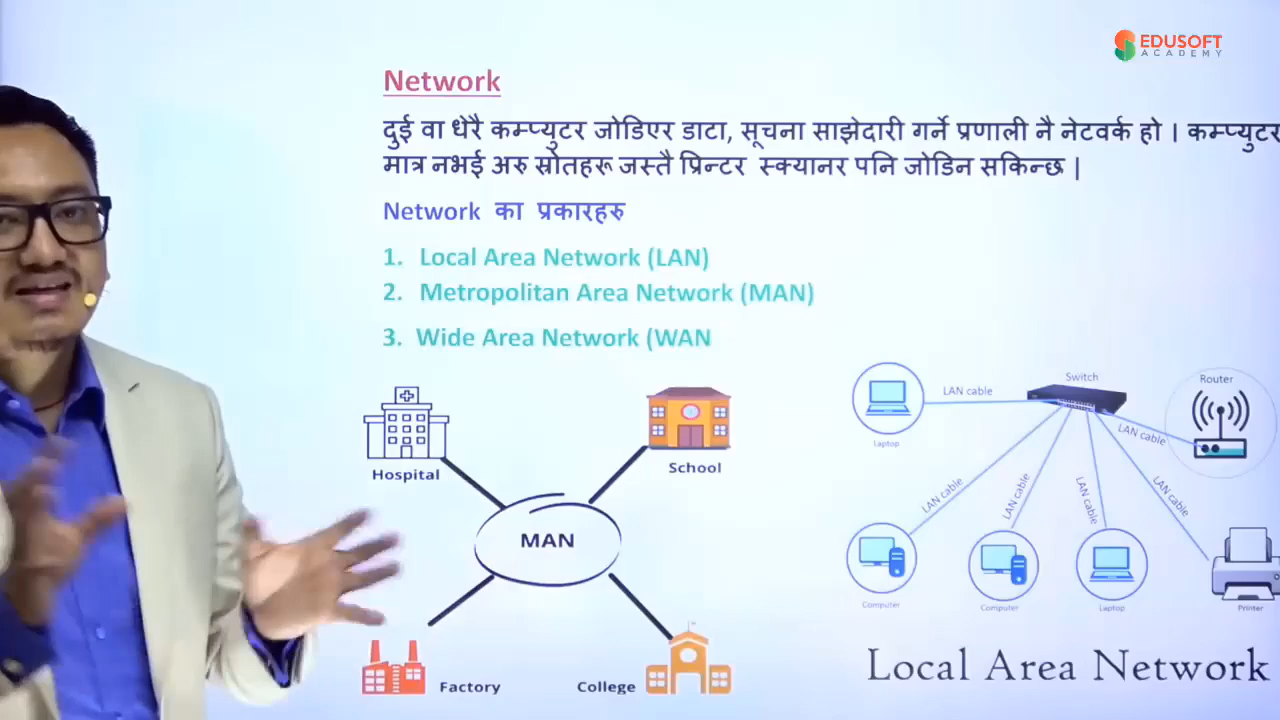 EDUSOFT
ACADEMY
Network
दुई वा धेरै कम्प्युटर जोडिएर डाटा, सूचना साझेदारी गर्ने प्रणाली नै नेटवर्क हो । कम्प्युटर
मात्र नभई अरु स्रोतहरू जस्तै प्रिन्टर स्क्यानर पनि जोडिन सकिन्छ |
Network का प्रकारहरु
1. Local Area Network (LAN)
2. Metropolitan Area Network (MAN)
3. Wide Area Network (WAN
Hospital
School
MAN
Factory
College
Switch
Router
LAN cable
LAN cable
Laptop
LAN cable
LAN cable
LAN cable
LAN cable
Computer
Computer
Laptop
Printer
Local Area Network